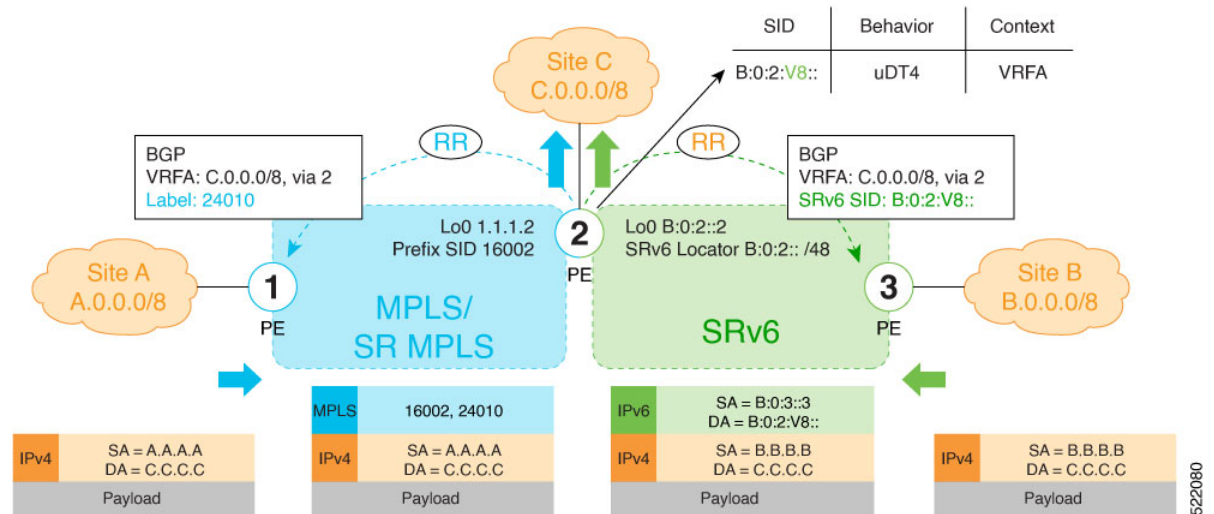 SID Behavior Context
B:0:2:V8:: uDT4 VRFA
Site C
C.0.0.0/8
RR
RR
BGP
VRFA: C.0.0.0/8, via 2
Label: 24010
BGP
VRFA: C.0.0.0/8, via 2
SRv6 SID: B:0:2:V8::
Lo0 1.1.1.2
Prefix SID 16002
2
PE
Lo0 B:0:2::2
SRv6 Locator B:0:2:: /48
Site A
A.0.0.0/8
1
PE
MPLS/
SR MPLS
SRv6
3
PE
Site B
B.0.0.0/8
IPv4
SA = A.A.A.A
DA = C.C.C.C
Payload
MPLS
16002, 24010
IPv4
SA = A.A.A.A
DA = C.C.C.C
Payload
IPv6
SA = B:0:3::3
DA = B:0:2:V8::
IPv4
SA = B.B.B.B
DA = C.C.C.C
Payload
IPv4
SA = B.B.B.B
DA = C.C.C.C
Payload
522080